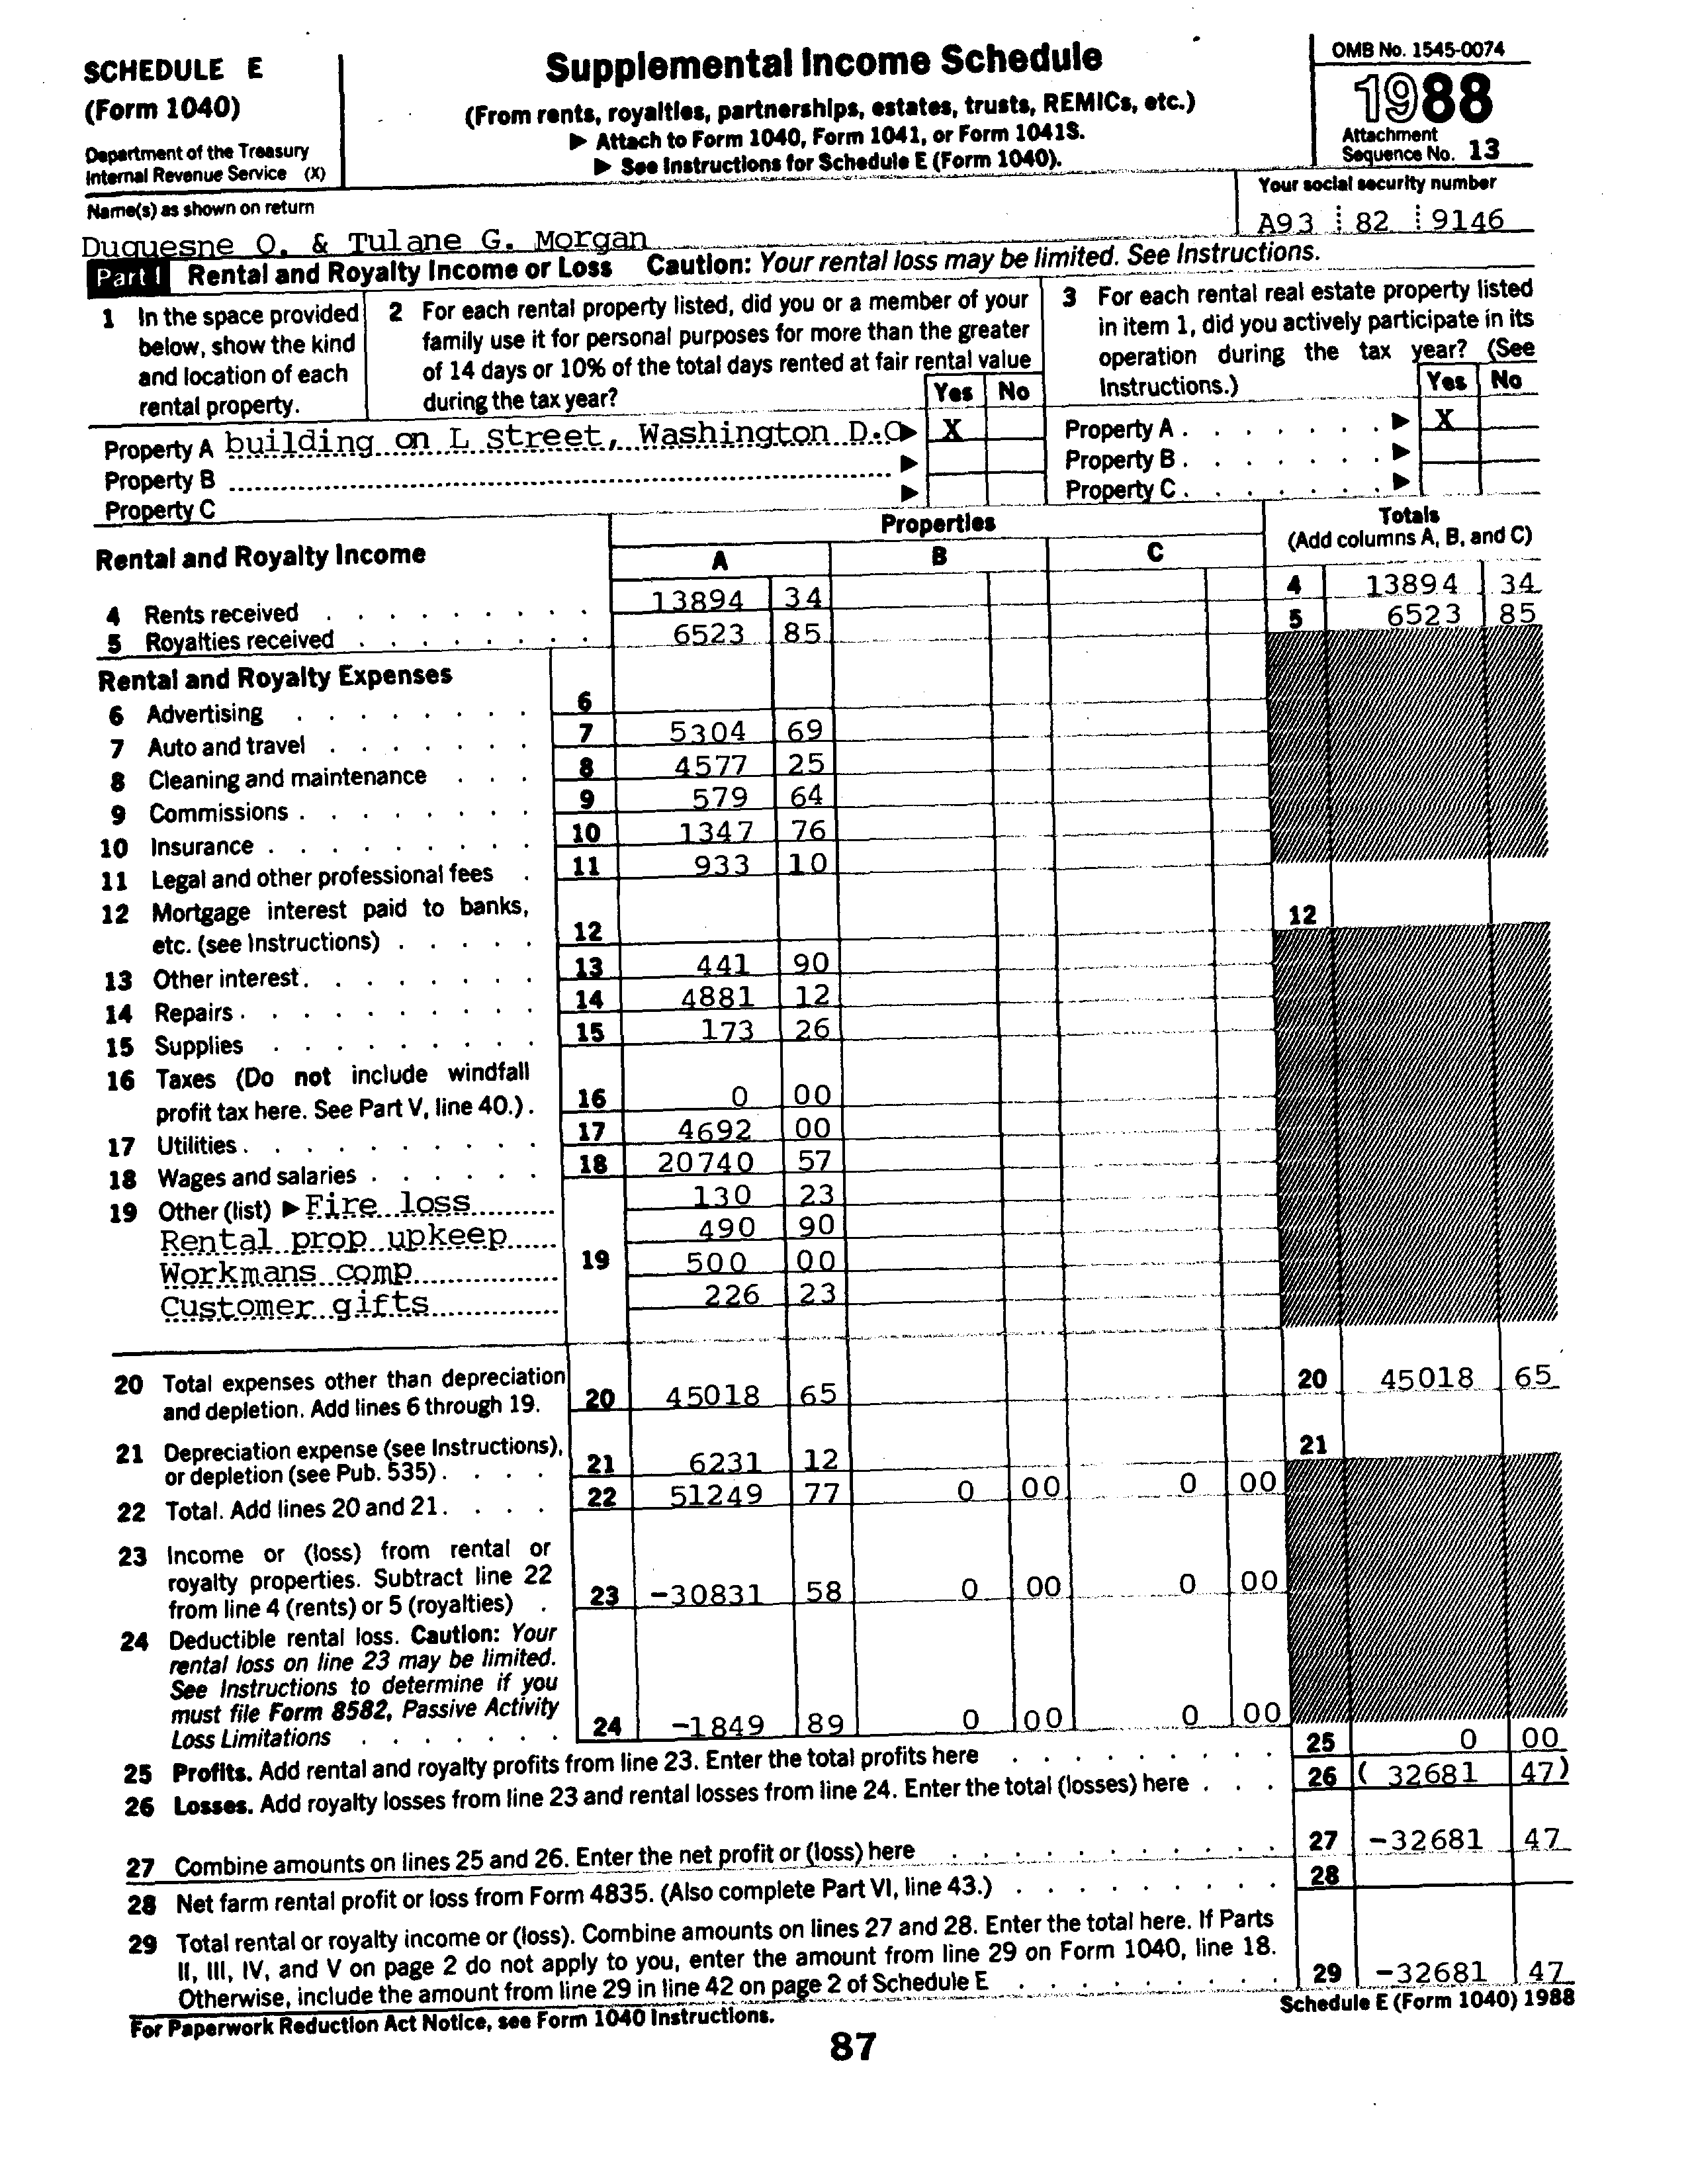 SCHEDULE E
(Form 1040)
Department of the Treasury
Internal Revenue Service (X)
Supplemental Income Schedule
(From rents, royalties, partnerships, estates, trusts, REMICs, etc.)
▶ Attach to Form 1040, Form 1041, or Form 1041S.
▶ See Instructions for Schedule E (Form 1040).
OMB No. 1545-0074
1988
Attachment
Sequence No. 13
Name(s) as shown on return
Your social security number
Duquesne O. & Tulane G. Morgan
A93 82 9146
Part I Rental and Royalty Income or Loss Caution: Your rental loss may be limited. See Instructions.
1 In the space provided
below, show the kind
and location of each
rental property.
2 For each rental property listed, did you or a member of your
family use it for personal purposes for more than the greater
of 14 days or 10% of the total days rented at fair rental value
during the tax year?
Yes No
3 For each rental real estate property listed
in item 1, did you actively participate in its
operation during the tax year? (See
Instructions.)
Yes No
Property A building on L street, Washington D.C ▶ X
Property B ▶
Property C ▶
Property A ▶ X
Property B ▶
Property C ▶
Rental and Royalty Income
Properties
A B C
Totals
(Add columns A, B, and C)
4 Rents received 13894 34 4 13894 34
5 Royalties received 6523 85 5 6523 85
Rental and Royalty Expenses
6 Advertising 6
7 Auto and travel 7 5304 69
8 Cleaning and maintenance 8 4577 25
9 Commissions 9 579 64
10 Insurance 10 1347 76
11 Legal and other professional fees 11 933 10
12 Mortgage interest paid to banks,
etc. (see Instructions) 12 12
13 Other interest 13 441 90
14 Repairs 14 4881 12
15 Supplies 15 173 26
16 Taxes (Do not include windfall
profit tax here. See Part V, line 40.) 16 0 00
17 Utilities 17 4692 00
18 Wages and salaries 18 20740 57
19 Other (list) ▶ Fire loss 130 23
Rental prop upkeep 490 90
Workmans comp 19 500 00
Customer gifts 226 23
20 Total expenses other than depreciation
and depletion. Add lines 6 through 19. 20 45018 65 20 45018 65
21 Depreciation expense (see Instructions),
or depletion (see Pub. 535) 21 6231 12 21
22 Total. Add lines 20 and 21 22 51249 77 0 00 0 00
23 Income or (loss) from rental or
royalty properties. Subtract line 22
from line 4 (rents) or 5 (royalties) 23 -30831 58 0 00 0 00
24 Deductible rental loss. Caution: Your
rental loss on line 23 may be limited.
See Instructions to determine if you
must file Form 8582, Passive Activity
Loss Limitations 24 -1849 89 0 00 0 00
25 Profits. Add rental and royalty profits from line 23. Enter the total profits here 25 0 00
26 Losses. Add royalty losses from line 23 and rental losses from line 24. Enter the total (losses) here 26 ( 32681 47)
27 Combine amounts on lines 25 and 26. Enter the net profit or (loss) here 27 -32681 47
28 Net farm rental profit or loss from Form 4835. (Also complete Part VI, line 43.) 28
29 Total rental or royalty income or (loss). Combine amounts on lines 27 and 28. Enter the total here. If Parts
II, III, IV, and V on page 2 do not apply to you, enter the amount from line 29 on Form 1040, line 18.
Otherwise, include the amount from line 29 in line 42 on page 2 of Schedule E 29 -32681 47
For Paperwork Reduction Act Notice, see Form 1040 Instructions.
Schedule E (Form 1040) 1988
87